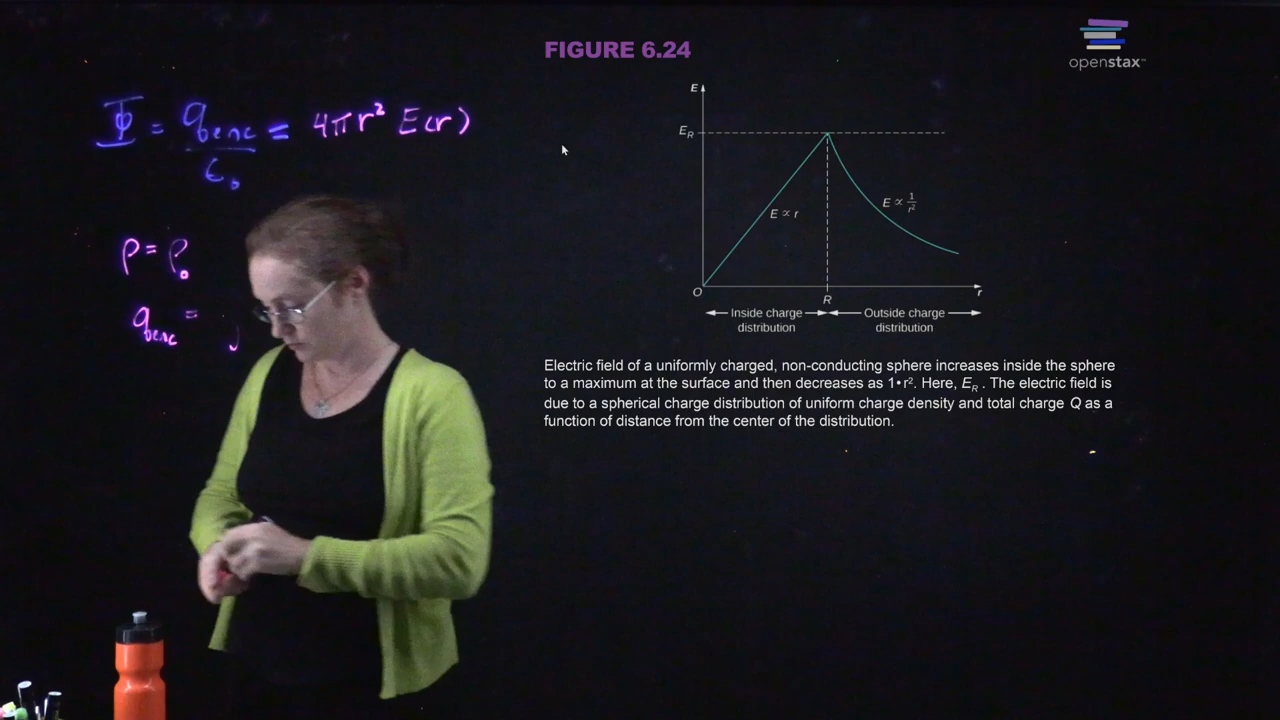 Φ = qenc/ε₀ = 4πr² E(r)
ρ = ρ₀
qenc =
FIGURE 6.24
openstax™
E
E_R
E ∝ r
E ∝ 1/r²
O
R
r
Inside charge distribution
Outside charge distribution
Electric field of a uniformly charged, non-conducting sphere increases inside the sphere
to a maximum at the surface and then decreases as 1•r². Here, E_R . The electric field is
due to a spherical charge distribution of uniform charge density and total charge Q as a
function of distance from the center of the distribution.